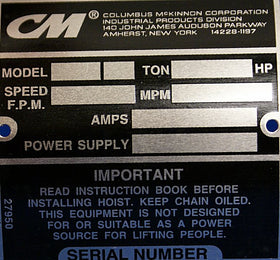 CM ® COLUMBUS McKINNON CORPORATION
INDUSTRIAL PRODUCTS DIVISION
140 JOHN JAMES AUDUBON PARKWAY
AMHERST, NEW YORK 14228-1197
MODEL TON HP
SPEED F.P.M. MPM
AMPS
POWER SUPPLY
IMPORTANT
READ INSTRUCTION BOOK BEFORE
INSTALLING HOIST. KEEP CHAIN OILED.
THIS EQUIPMENT IS NOT DESIGNED
FOR OR SUITABLE AS A POWER
SOURCE FOR LIFTING PEOPLE.
27950
SERIAL NUMBER